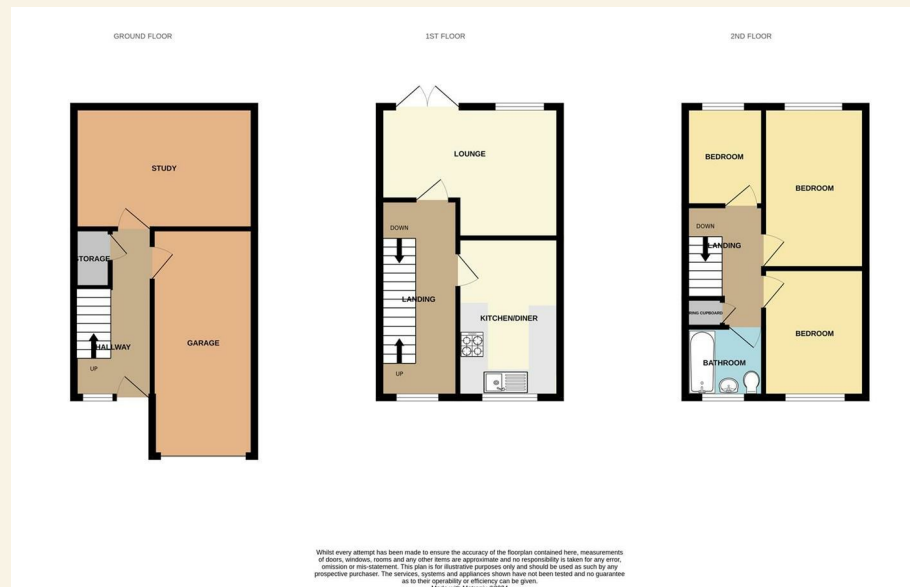 GROUND FLOOR
1ST FLOOR
2ND FLOOR
STUDY
STORAGE
HALLWAY
UP
GARAGE
LOUNGE
DOWN
LANDING
KITCHEN/DINER
UP
BEDROOM
BEDROOM
DOWN
LANDING
CUPBOARD
BATHROOM
BEDROOM
Whilst every attempt has been made to ensure the accuracy of the floorplan contained here, measurements
of doors, windows, rooms and any other items are approximate and no responsibility is taken for any error,
omission or mis-statement. This plan is for illustrative purposes only and should be used as such by any
prospective purchaser. The services, systems and appliances shown have not been tested and no guarantee
as to their operability or efficiency can be given.